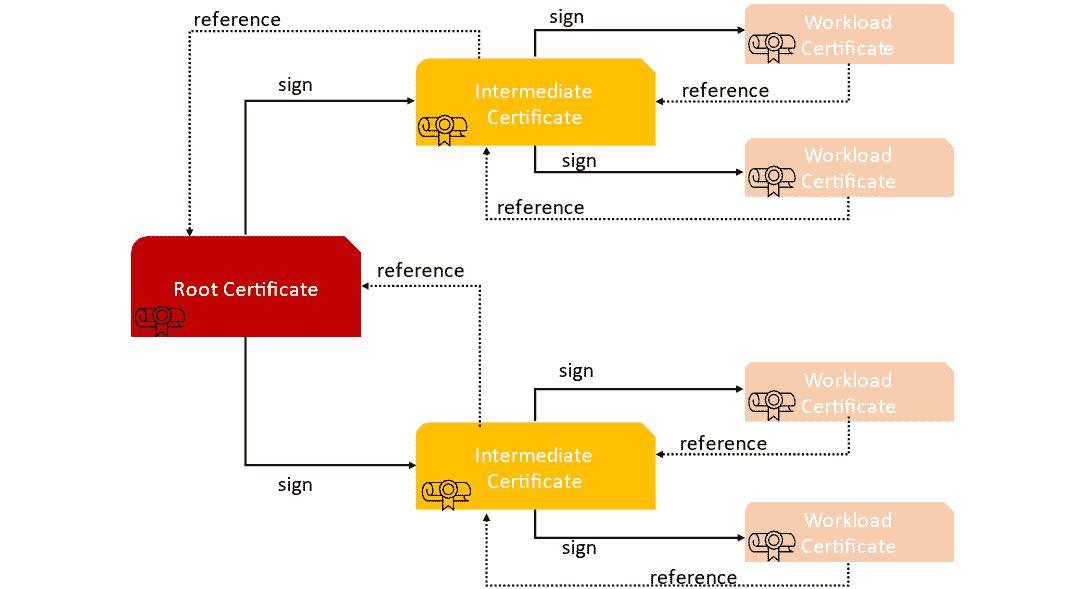 reference
sign
Workload
Certificate
sign
Intermediate
Certificate
reference
sign
Workload
Certificate
reference
Root Certificate
reference
sign
Workload
Certificate
reference
sign
Intermediate
Certificate
sign
Workload
Certificate
reference